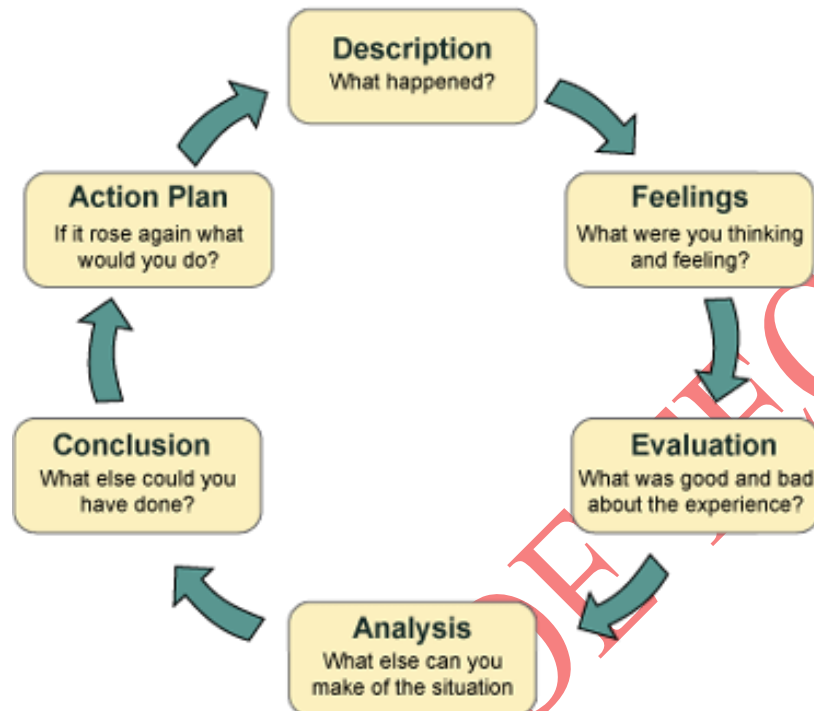 Description
What happened?
Feelings
What were you thinking
and feeling?
Evaluation
What was good and bad
about the experience?
Analysis
What else can you
make of the situation
Conclusion
What else could you
have done?
Action Plan
If it rose again what
would you do?